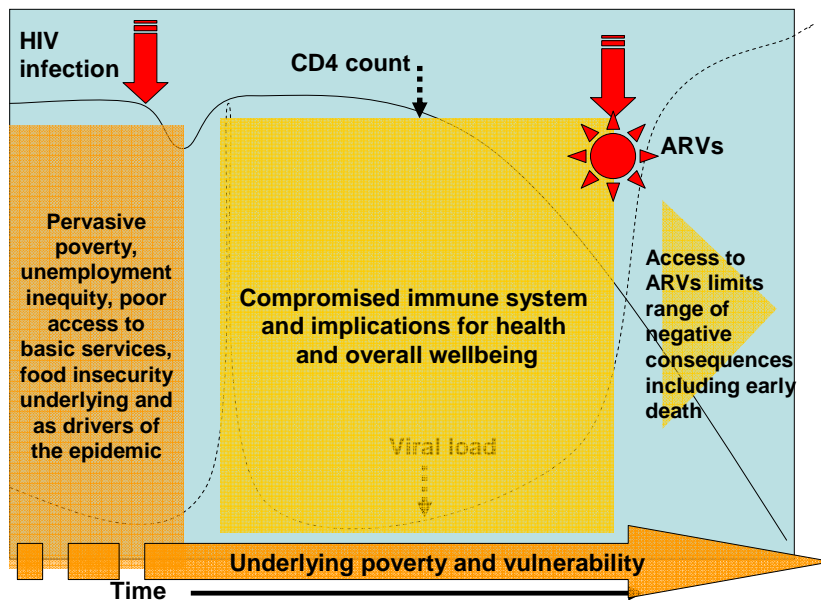 HIV
infection
CD4 count
ARVs
Pervasive
poverty,
unemployment
inequity, poor
access to
basic services,
food insecurity
underlying and
as drivers of
the epidemic
Compromised immune system
and implications for health
and overall wellbeing
Viral load
Access to
ARVs limits
range of
negative
consequences
including early
death
Underlying poverty and vulnerability
Time